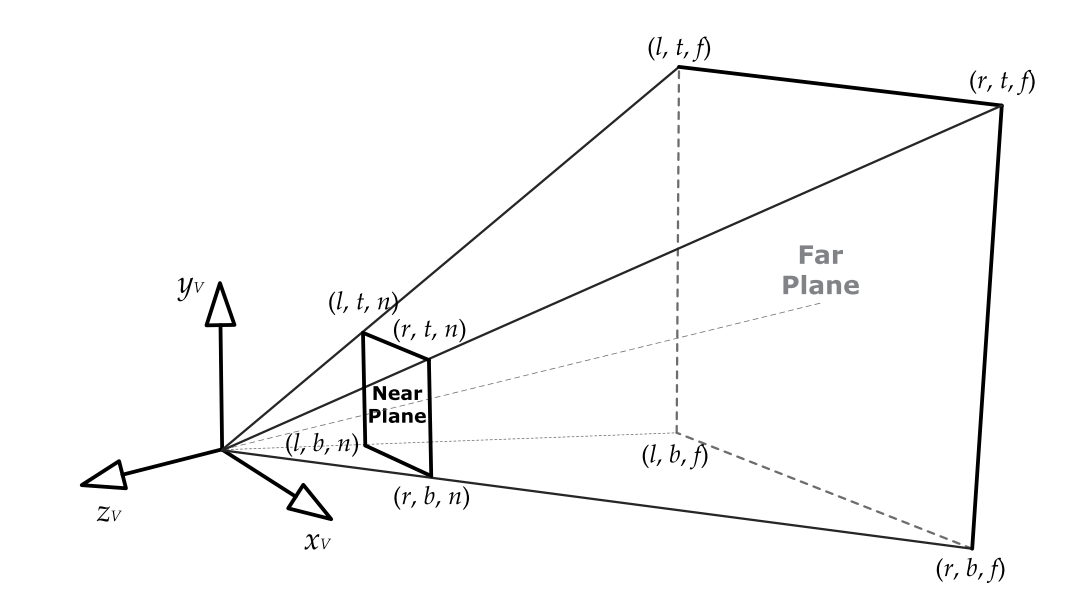 (l, t, f)
(r, t, f)
Far
Plane
yV
(l, t, n)
(r, t, n)
Near
Plane
(l, b, n)
(l, b, f)
zV
(r, b, n)
xV
(r, b, f)